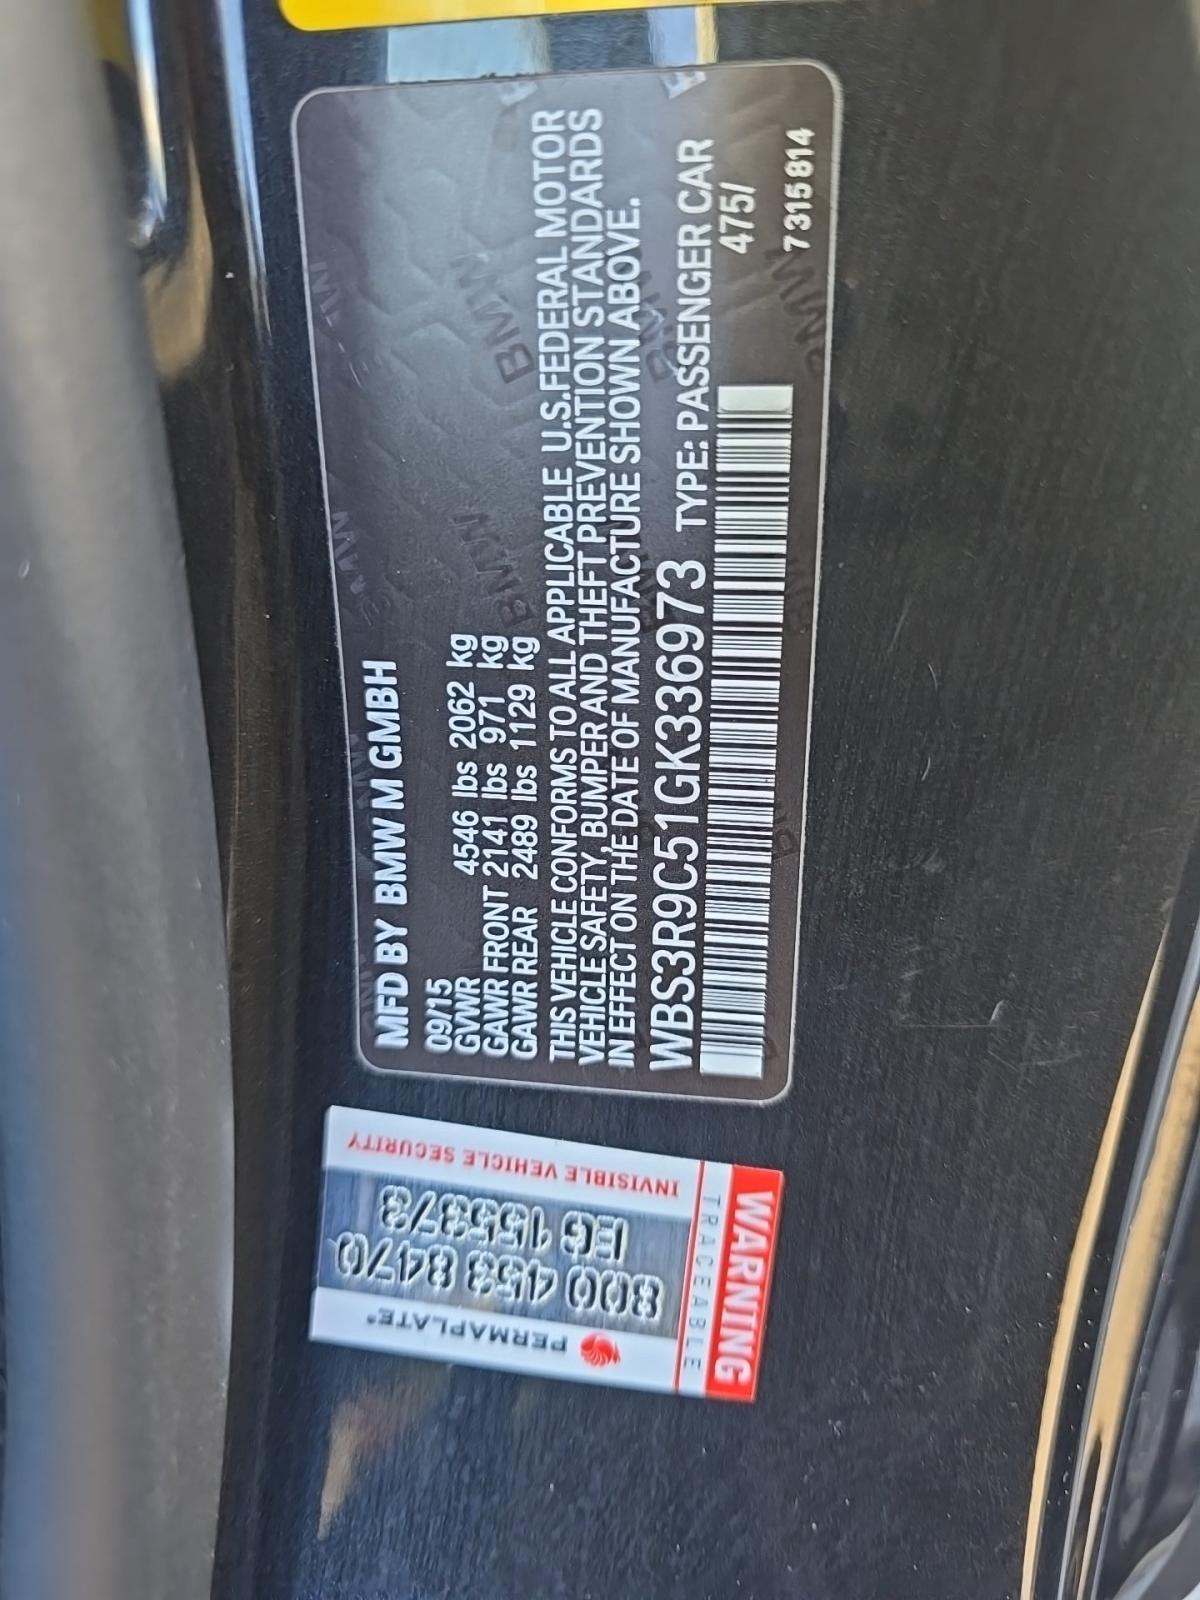 MFD BY BMW M GMBH
09/15
GVWR 4546 lbs 2062 kg
GAWR FRONT 2141 lbs 971 kg
GAWR REAR 2489 lbs 1129 kg
THIS VEHICLE CONFORMS TO ALL APPLICABLE U.S.FEDERAL MOTOR
VEHICLE SAFETY, BUMPER AND THEFT PREVENTION STANDARDS
IN EFFECT ON THE DATE OF MANUFACTURE SHOWN ABOVE.
WBS3R9C51GK336973 TYPE: PASSENGER CAR
475/
7315814
WARNING
TRACEABLE
PERMAPLATE®
800 453 8470
EG 155373
INVISIBLE VEHICLE SECURITY